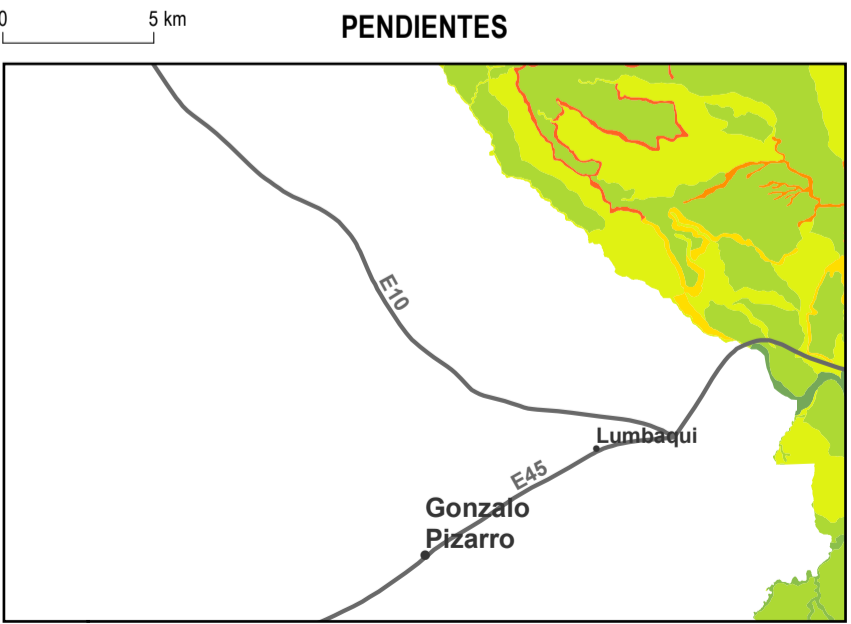 0
5 km
PENDIENTES
E10
Lumbaqui
E45
Gonzalo
Pizarro